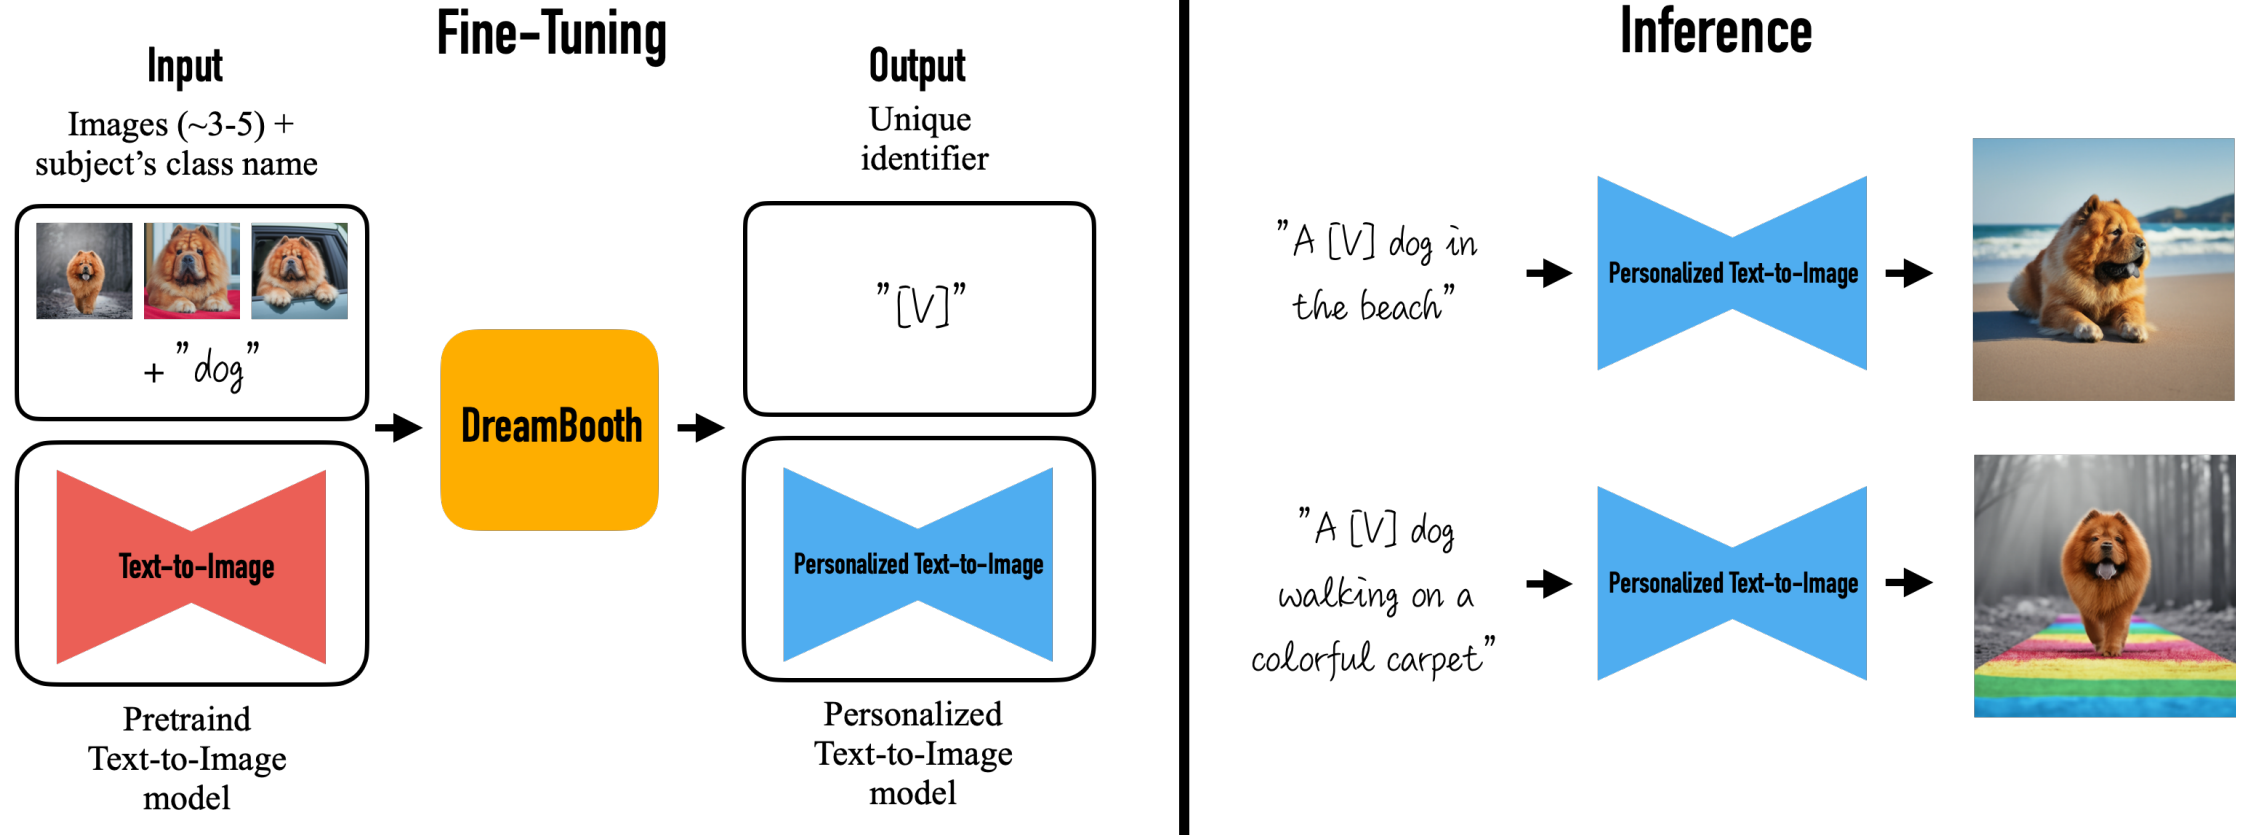 Fine-Tuning
Input
Images (~3-5) +
subject's class name
+ "dog"
Text-to-Image
Pretraind
Text-to-Image
model
DreamBooth
Output
Unique
identifier
"[V]"
Personalized Text-to-Image
Personalized
Text-to-Image
model
Inference
"A [V] dog in
the beach"
Personalized Text-to-Image
"A [V] dog
walking on a
colorful carpet"
Personalized Text-to-Image